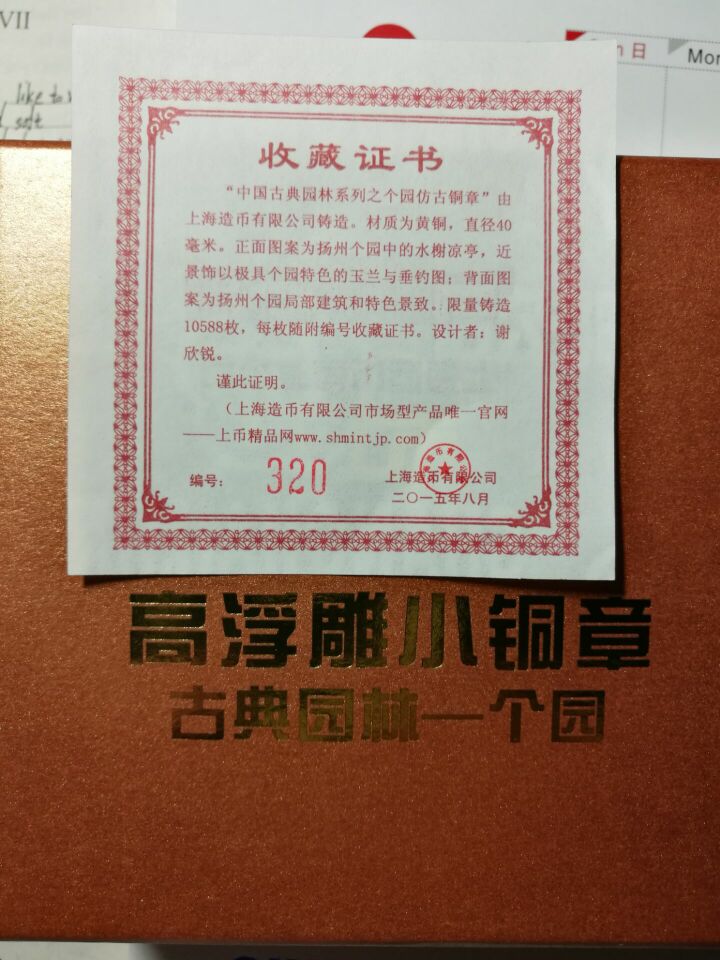 VII
like to
soft
日
Mon
收藏证书
“中国古典园林系列之个园仿古铜章”由
上海造币有限公司铸造。材质为黄铜，直径40
毫米。正面图案为扬州个园中的水榭凉亭，近
景饰以极具个园特色的玉兰与垂钓图；背面图
案为扬州个园局部建筑和特色景致。限量铸造
10588枚，每枚随附编号收藏证书。设计者：谢
欣锐。
谨此证明。
（上海造币有限公司市场型产品唯一官网
——上币精品网www.shmintjp.com）
编号：320
上海造币有限公司
二〇一五年八月
高浮雕小铜章
古典园林—个园